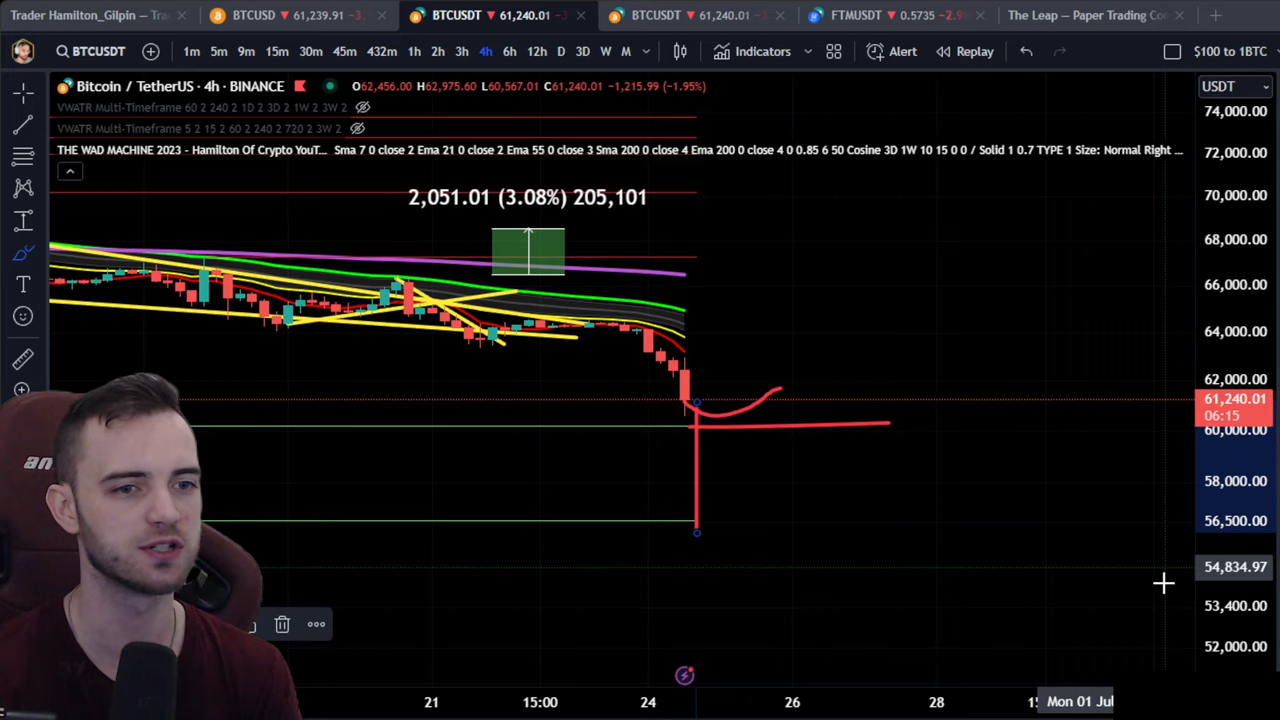 Trader Hamilton_Gilpin — Trad
BTCUSD 61,239.91 −3.
BTCUSDT 61,240.01 −3
BTCUSDT 61,240.01 −3
FTMUSDT 0.5735 −2.9
The Leap — Paper Trading Co
BTCUSDT 1m 5m 9m 15m 30m 45m 432m 1h 2h 3h 4h 6h 12h D 3D W M Indicators Alert Replay $100 to 1BTC
Bitcoin / TetherUS · 4h · BINANCE O62,456.00 H62,975.60 L60,567.01 C61,240.01 −1,215.99 (−1.95%)
USDT
VWATR Multi-Timeframe 60 2 240 2 1D 2 3D 2 1W 2 3W 2
VWATR Multi-Timeframe 5 2 15 2 60 2 240 2 720 2 3W 2
THE WAD MACHINE 2023 - Hamilton Of Crypto YouT... Sma 7 0 close 2 Ema 21 0 close 2 Ema 55 0 close 3 Sma 200 0 close 4 Ema 200 0 close 4 0 0.85 6 50 Cosine 3D 1W 10 15 0 0 / Solid 1 0.7 TYPE 1 Size: Normal Right ...
2,051.01 (3.08%) 205,101
74,000.00
72,000.00
70,000.00
68,000.00
66,000.00
64,000.00
62,000.00
61,240.01
06:15
60,000.00
58,000.00
56,500.00
54,834.97
53,400.00
52,000.00
an
21 15:00 24 26 28 Mon 01 Jul